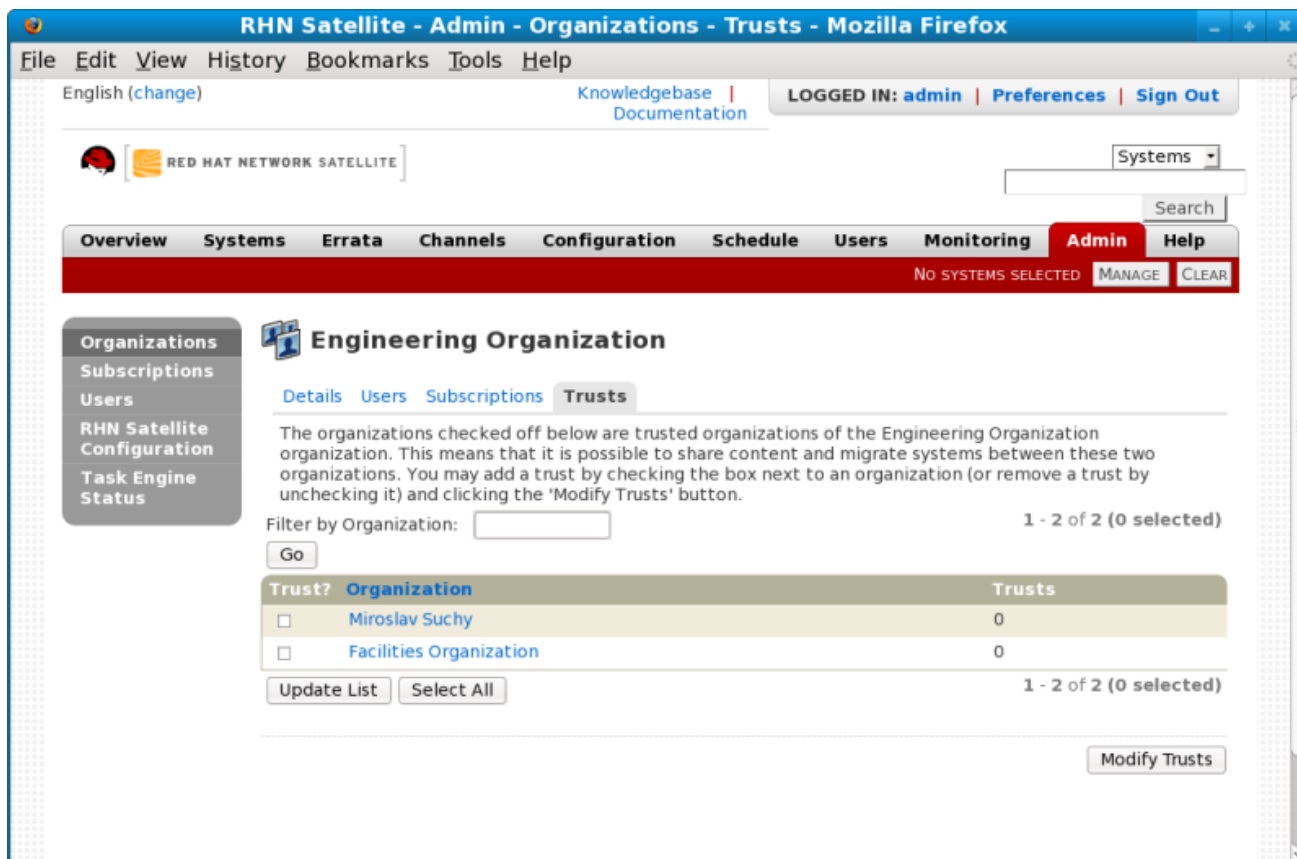 RHN Satellite - Admin - Organizations - Trusts - Mozilla Firefox
File Edit View History Bookmarks Tools Help
English (change)
Knowledgebase |
Documentation
LOGGED IN: admin | Preferences | Sign Out
RED HAT NETWORK SATELLITE
Systems
Search
Overview Systems Errata Channels Configuration Schedule Users Monitoring Admin Help
NO SYSTEMS SELECTED MANAGE CLEAR
Organizations
Subscriptions
Users
RHN Satellite
Configuration
Task Engine
Status
Engineering Organization
Details Users Subscriptions Trusts
The organizations checked off below are trusted organizations of the Engineering Organization
organization. This means that it is possible to share content and migrate systems between these two
organizations. You may add a trust by checking the box next to an organization (or remove a trust by
unchecking it) and clicking the 'Modify Trusts' button.
Filter by Organization:
1 - 2 of 2 (0 selected)
Go
Trust? Organization Trusts
Miroslav Suchy 0
Facilities Organization 0
Update List Select All
1 - 2 of 2 (0 selected)
Modify Trusts